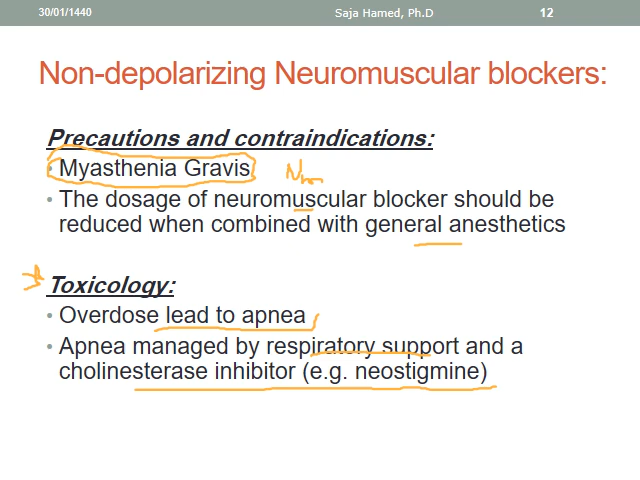 30/01/1440 Saja Hamed, Ph.D 12
Non-depolarizing Neuromuscular blockers:
Precautions and contraindications:
• Myasthenia Gravis
• The dosage of neuromuscular blocker should be
reduced when combined with general anesthetics
Toxicology:
• Overdose lead to apnea
• Apnea managed by respiratory support and a
cholinesterase inhibitor (e.g. neostigmine)